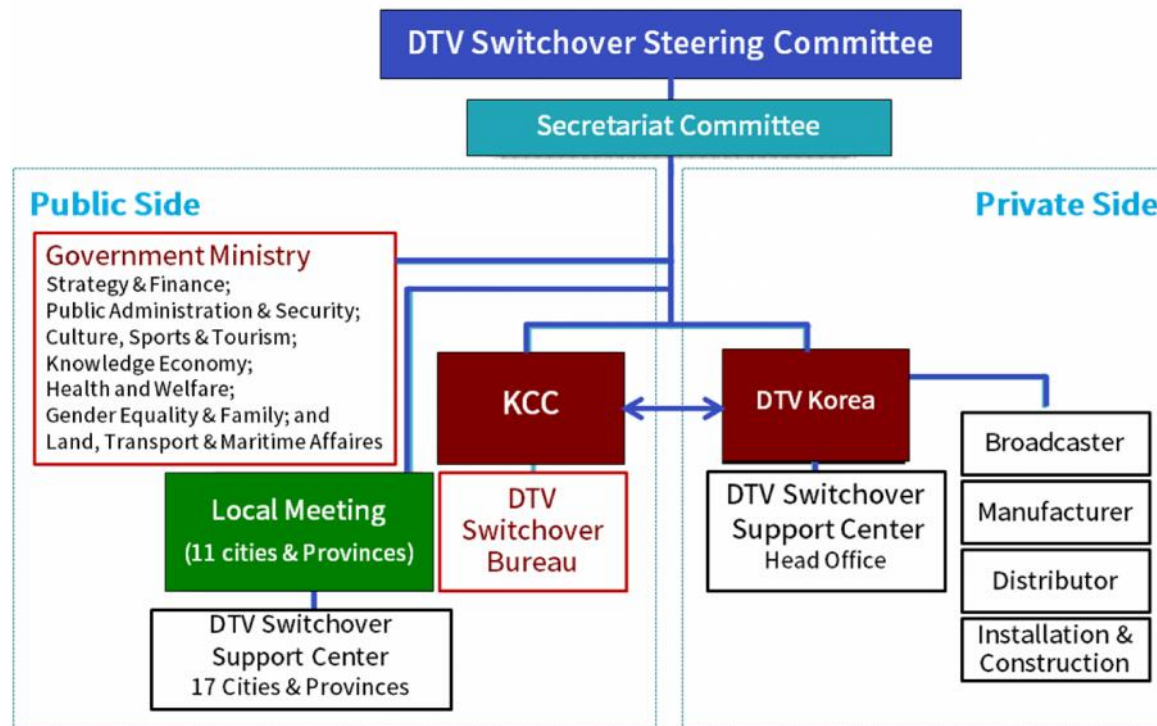 DTV Switchover Steering Committee
Secretariat Committee
Public Side
Private Side
Government Ministry
Strategy & Finance;
Public Administration & Security;
Culture, Sports & Tourism;
Knowledge Economy;
Health and Welfare;
Gender Equality & Family; and
Land, Transport & Maritime Affaires
KCC
DTV Korea
Local Meeting
(11 cities & Provinces)
DTV
Switchover
Bureau
DTV Switchover
Support Center
Head Office
Broadcaster
Manufacturer
Distributor
Installation &
Construction
DTV Switchover
Support Center
17 Cities & Provinces